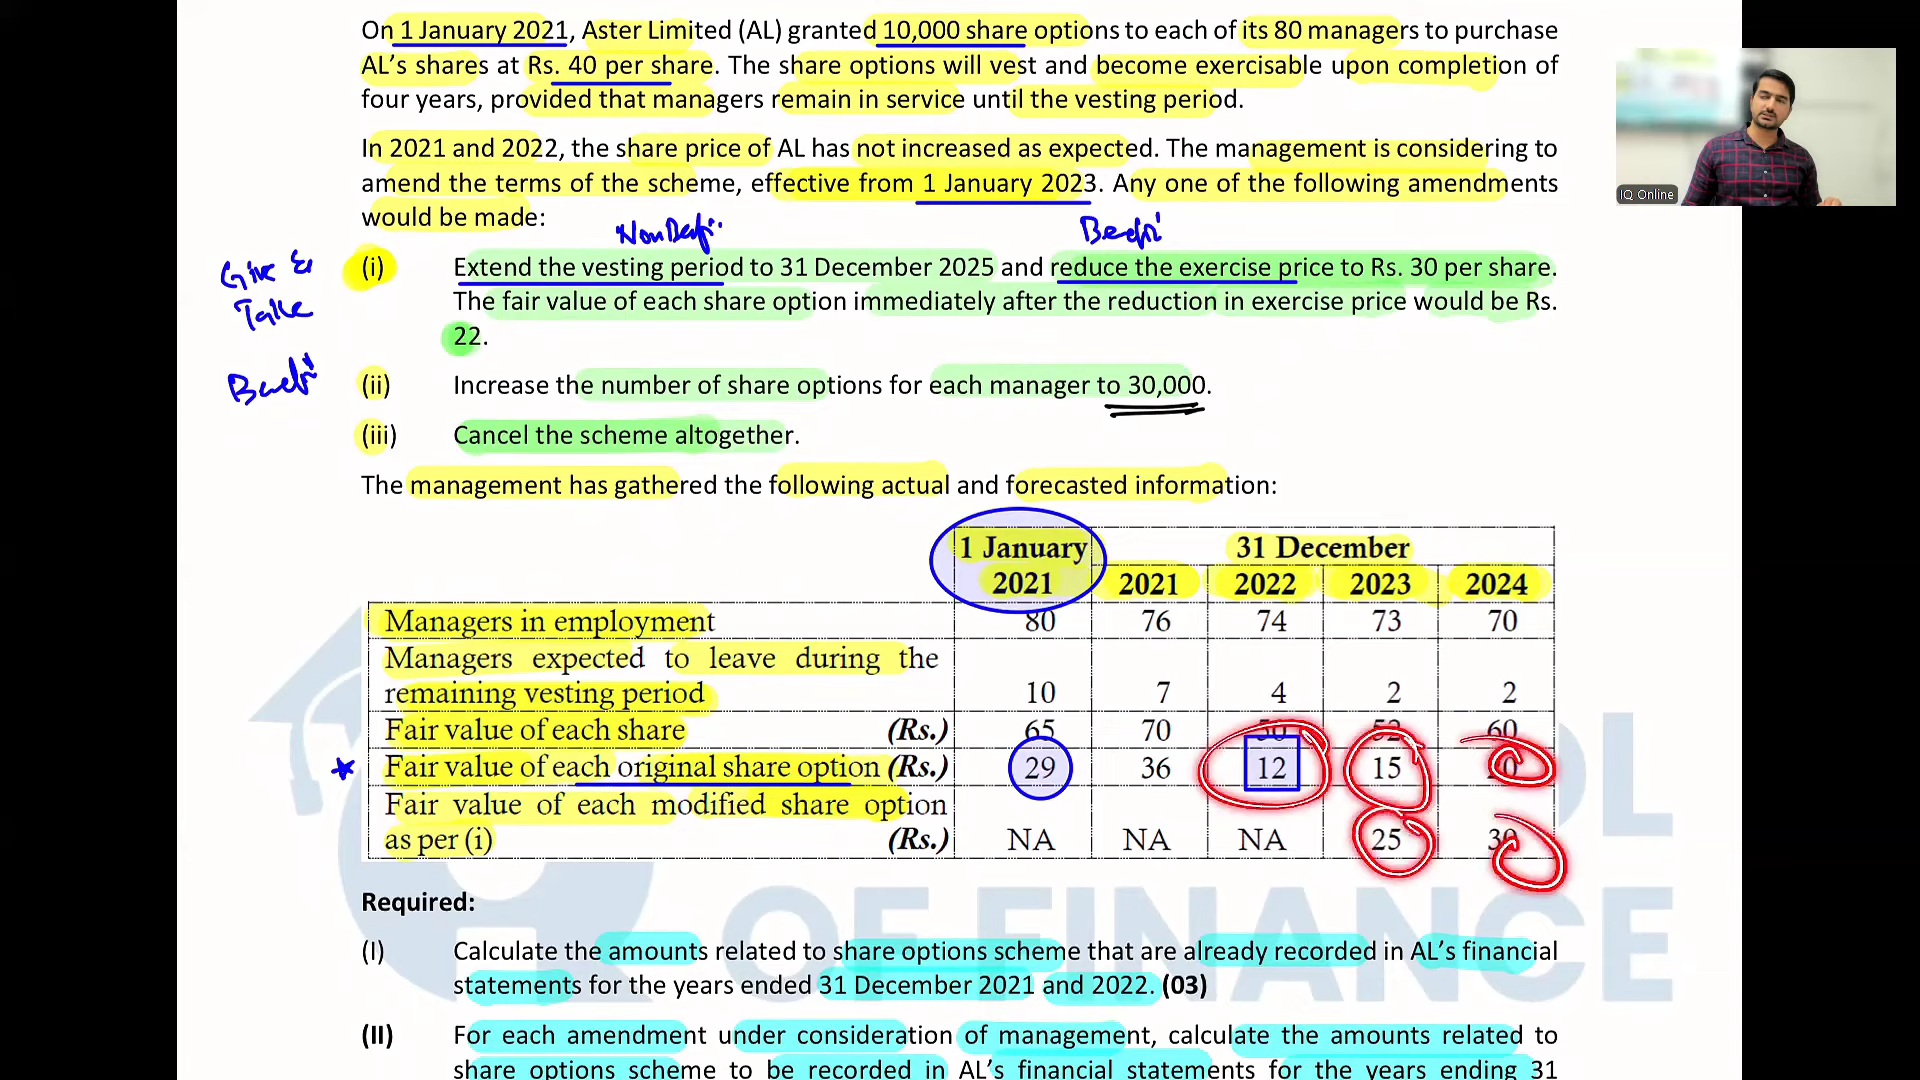 On 1 January 2021, Aster Limited (AL) granted 10,000 share options to each of its 80 managers to purchase
AL's shares at Rs. 40 per share. The share options will vest and become exercisable upon completion of
four years, provided that managers remain in service until the vesting period.
In 2021 and 2022, the share price of AL has not increased as expected. The management is considering to
amend the terms of the scheme, effective from 1 January 2023. Any one of the following amendments
would be made:
(i) Extend the vesting period to 31 December 2025 and reduce the exercise price to Rs. 30 per share.
The fair value of each share option immediately after the reduction in exercise price would be Rs.
22.
Give &
Take
(ii) Increase the number of share options for each manager to 30,000.
(iii) Cancel the scheme altogether.
The management has gathered the following actual and forecasted information:
1 January 31 December
2021 2021 2022 2023 2024
Managers in employment 80 76 74 73 70
Managers expected to leave during the
remaining vesting period 10 7 4 2 2
Fair value of each share (Rs.) 65 70 50 52 60
Fair value of each original share option (Rs.) 29 36 12 15 20
Fair value of each modified share option
as per (i) (Rs.) NA NA NA 25 30
OF FINANCE
Required:
(I) Calculate the amounts related to share options scheme that are already recorded in AL's financial
statements for the years ended 31 December 2021 and 2022. (03)
(II) For each amendment under consideration of management, calculate the amounts related to
share options scheme to be recorded in AL's financial statements for the years ending 31
IQ Online